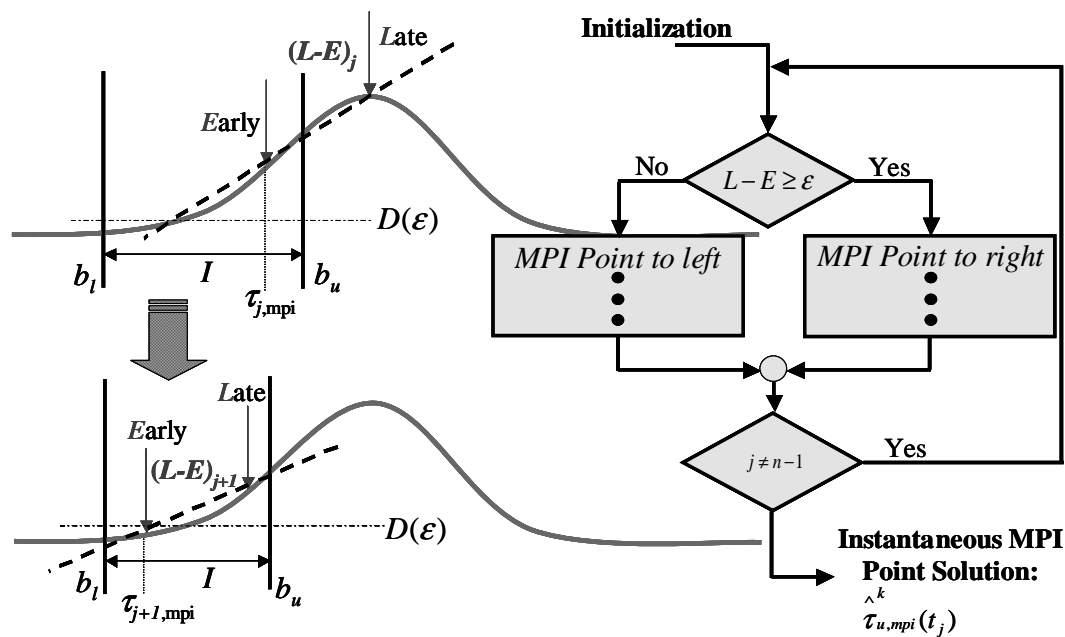 Late
(L-E)j
Early
D(ε)
bl
I
bu
τj,mpi
Late
Early
(L-E)j+1
D(ε)
bl
I
bu
τj+1,mpi
Initialization
No
L − E ≥ ε
Yes
MPI Point to left
MPI Point to right
j ≠ n−1
Yes
Instantaneous MPI
Point Solution:
τ̂ᵏu,mpi(tj)